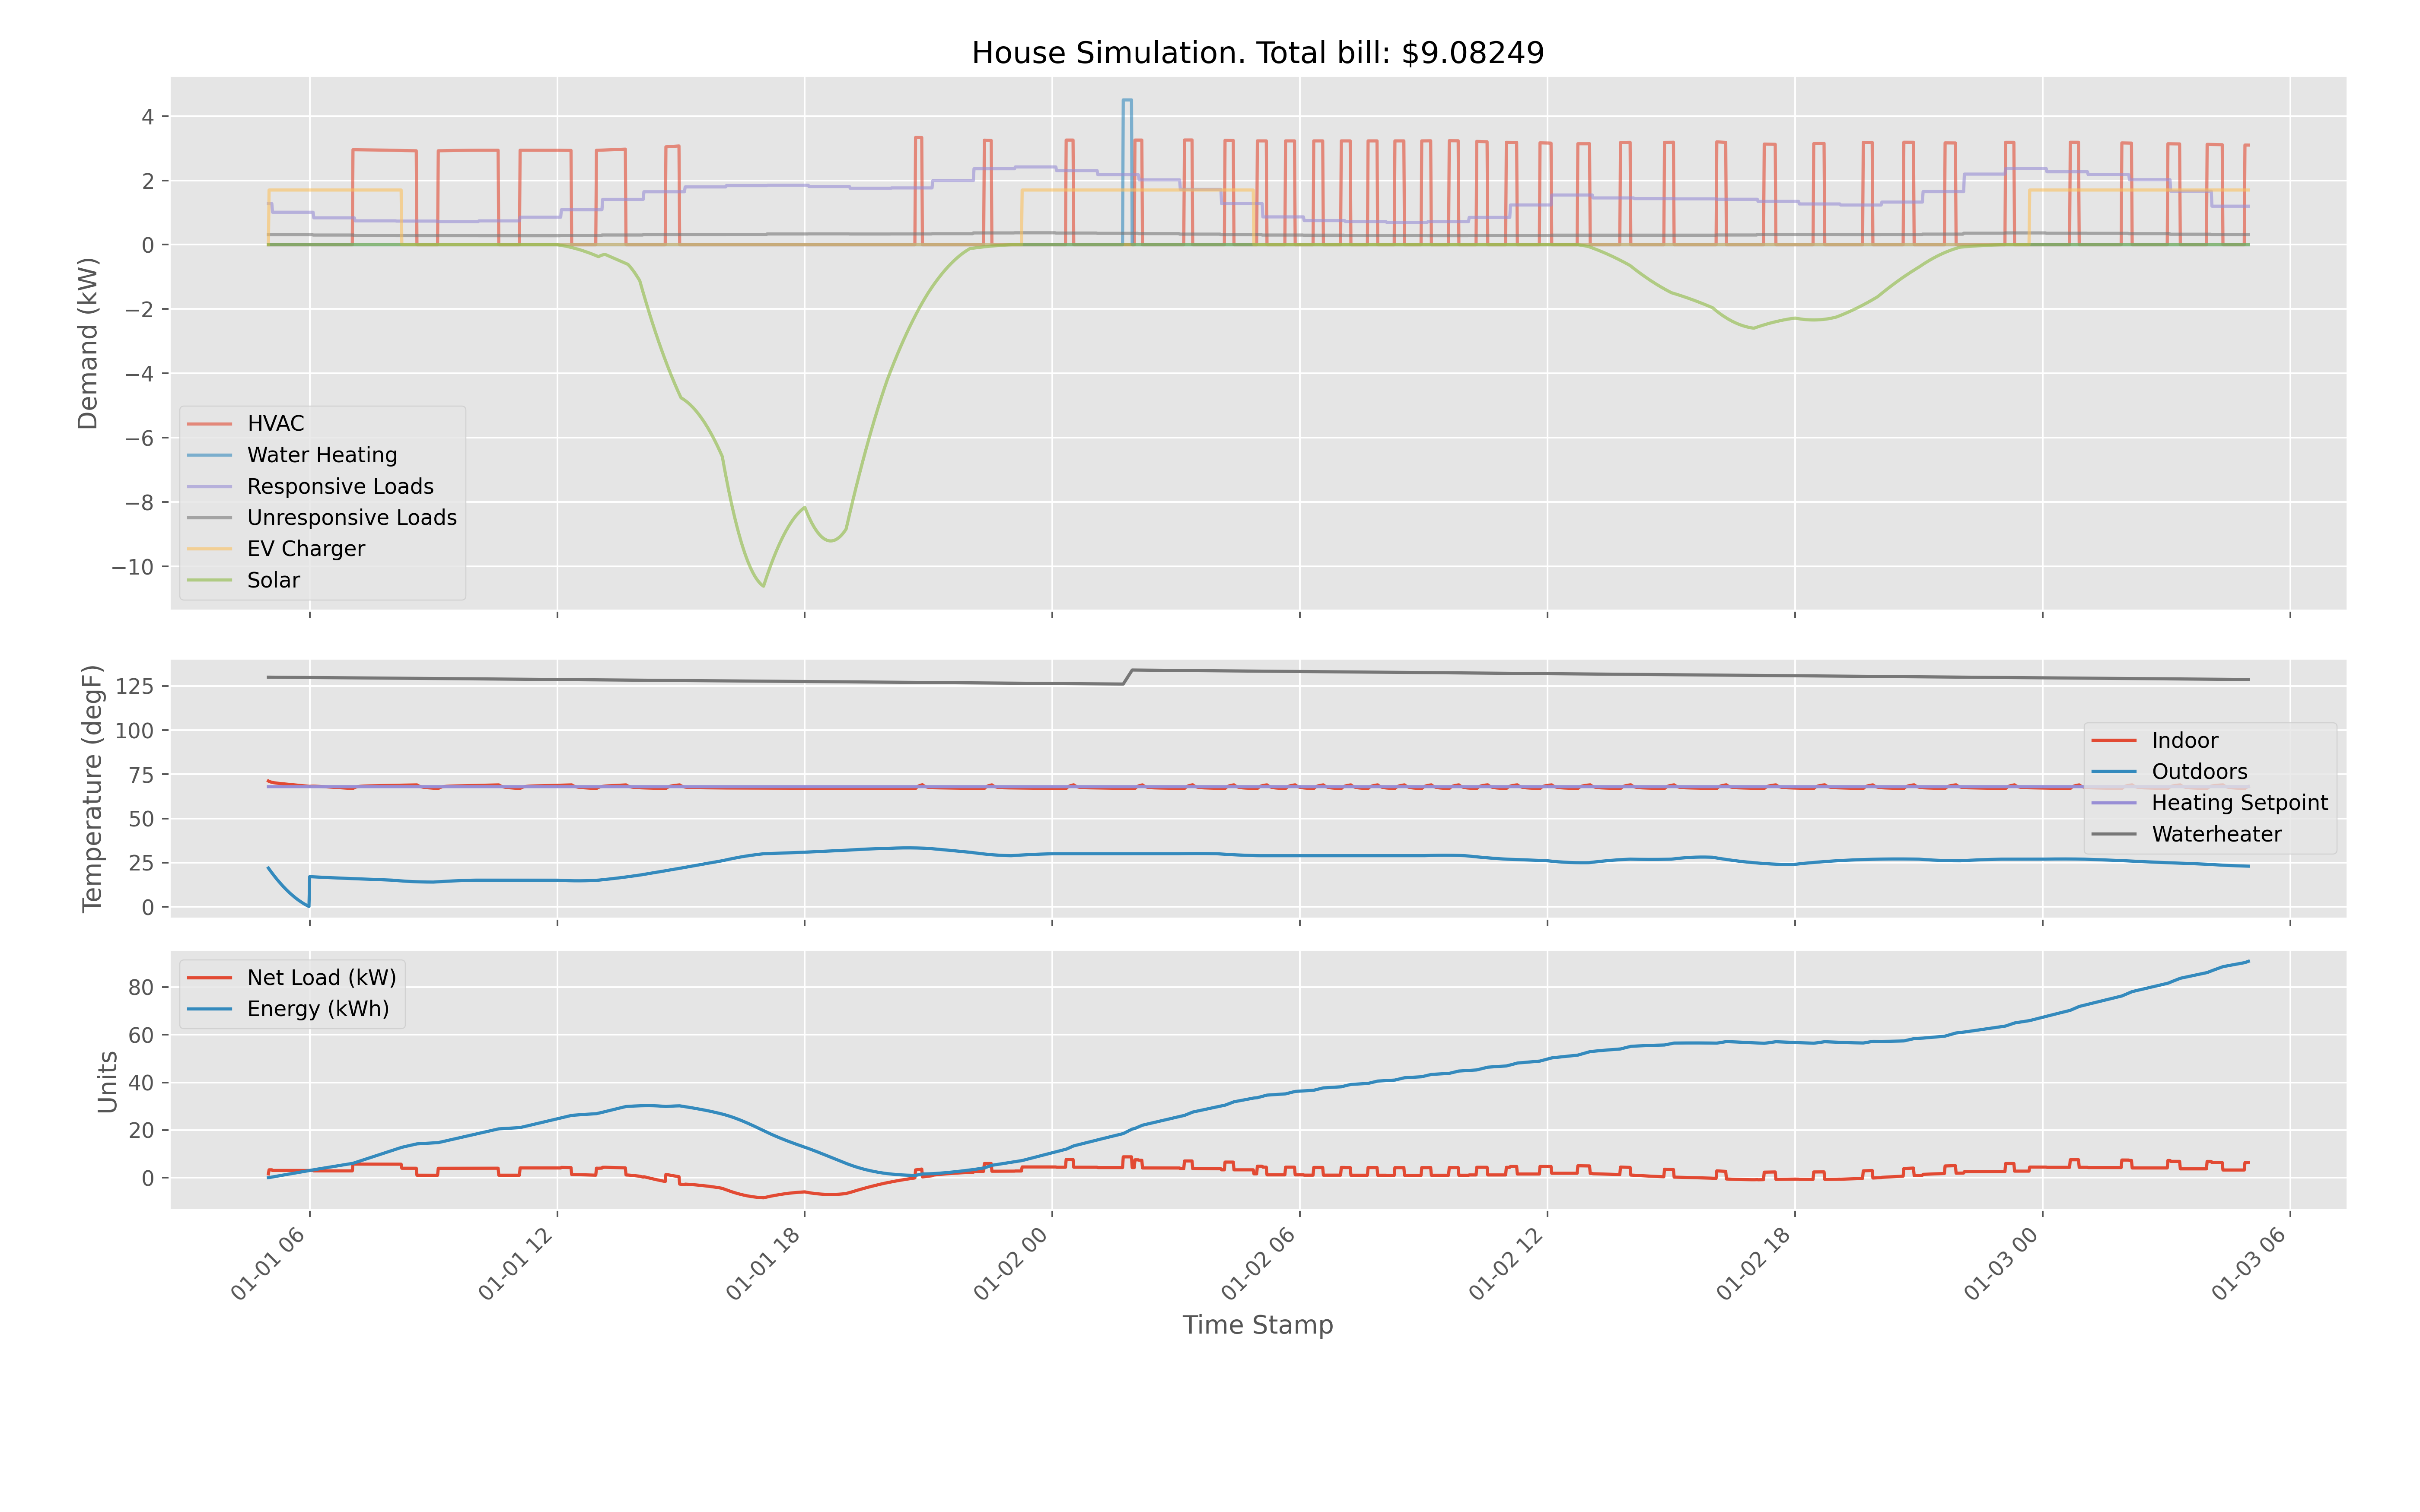 House Simulation. Total bill: $9.08249
Demand (kW)
4
2
0
−2
−4
−6
−8
−10
HVAC
Water Heating
Responsive Loads
Unresponsive Loads
EV Charger
Solar
Temperature (degF)
125
100
75
50
25
0
Indoor
Outdoors
Heating Setpoint
Waterheater
Units
80
60
40
20
0
Net Load (kW)
Energy (kWh)
01-01 06
01-01 12
01-01 18
01-02 00
01-02 06
01-02 12
01-02 18
01-03 00
01-03 06
Time Stamp